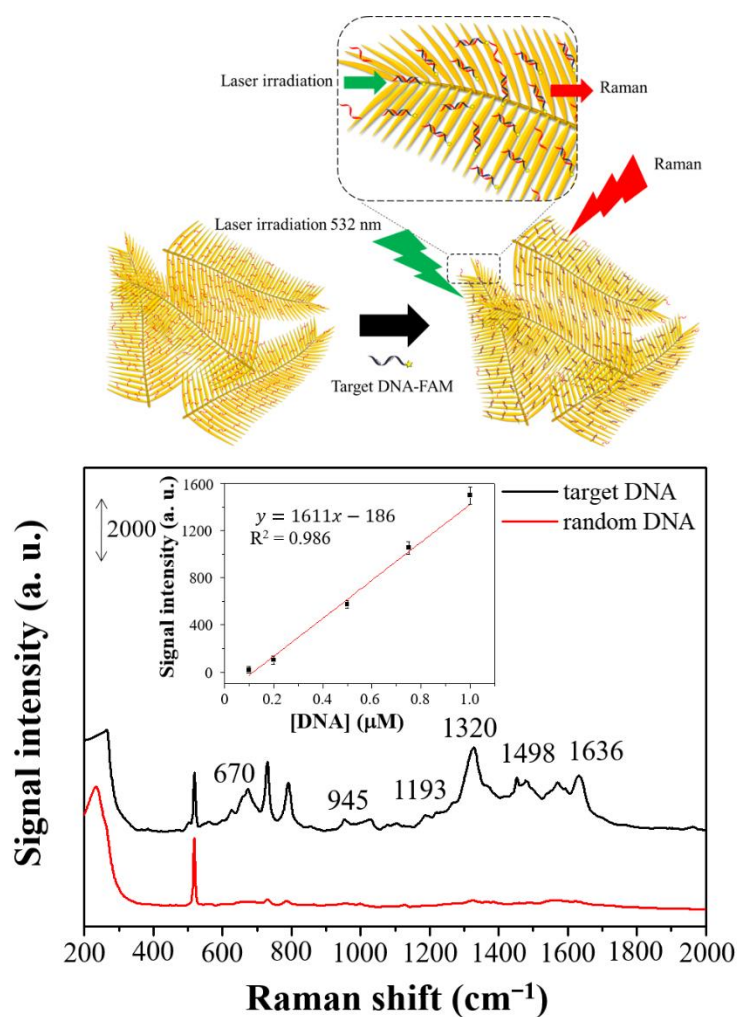 Laser irradiation
Raman
Raman
Laser irradiation 532 nm
Target DNA-FAM
Signal intensity (a. u.)
2000
target DNA
random DNA
Signal intensity (a. u.)
1600
1200
800
400
0
y = 1611x − 186
R² = 0.986
0.2 0.4 0.6 0.8 1.0
[DNA] (μM)
670
945
1193
1320
1498
1636
200 400 600 800 1000 1200 1400 1600 1800 2000
Raman shift (cm⁻¹)